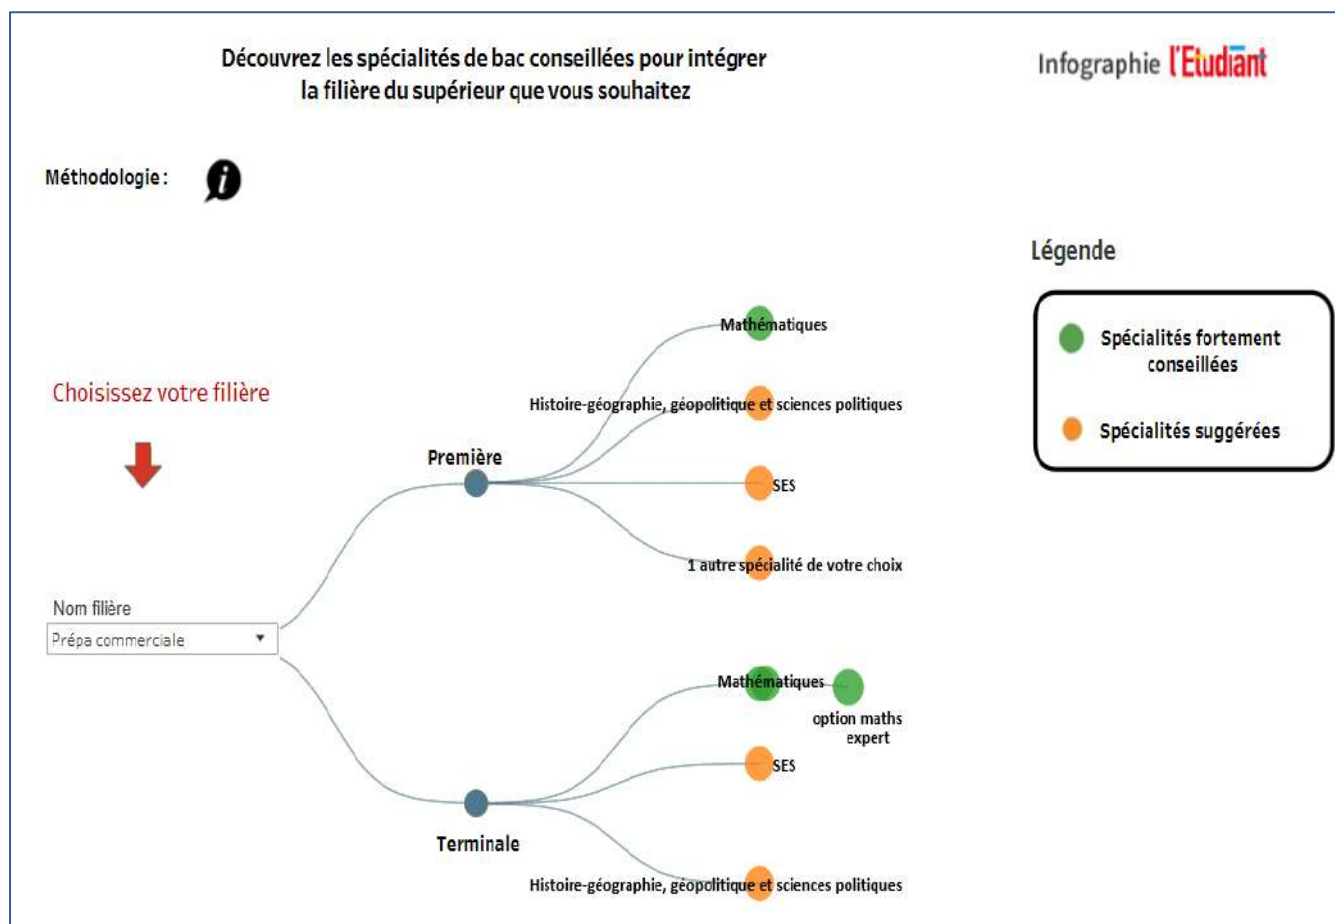 Découvrez les spécialités de bac conseillées pour intégrer
la filière du supérieur que vous souhaitez
Infographie l'Etudiant
Méthodologie :
i
Légende
Spécialités fortement
conseillées
Spécialités suggérées
Choisissez votre filière
Nom filière
Prépa commerciale
Première
Mathématiques
Histoire-géographie, géopolitique et sciences politiques
SES
1 autre spécialité de votre choix
Terminale
Mathématiques
option maths
expert
SES
Histoire-géographie, géopolitique et sciences politiques